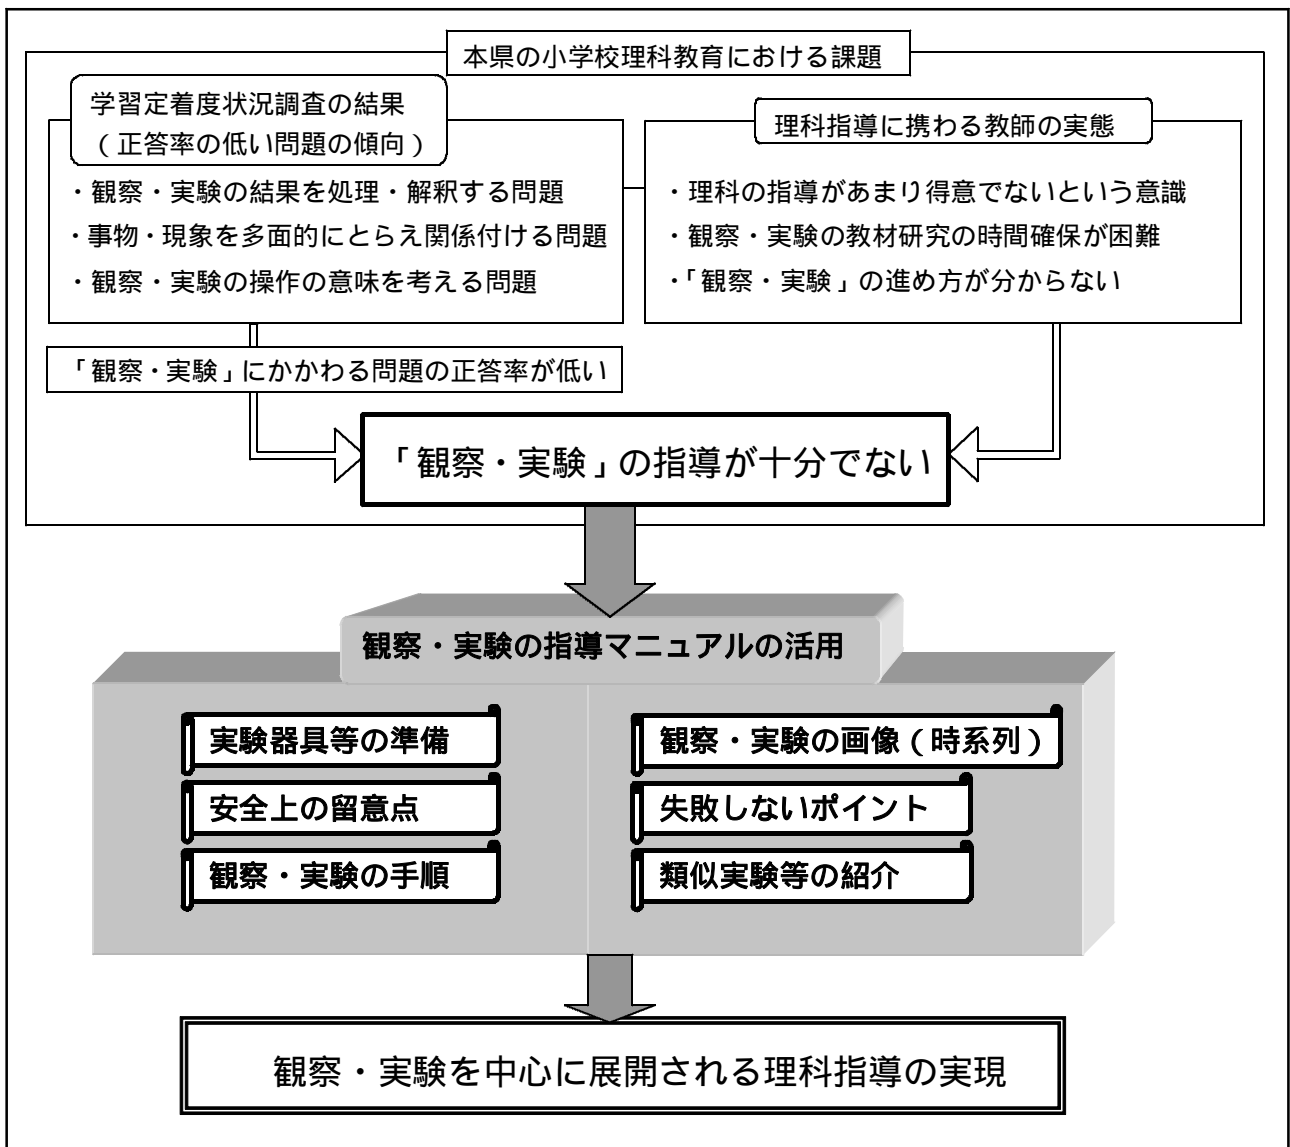 本県の小学校理科教育における課題
学習定着度状況調査の結果
(正答率の低い問題の傾向)
・観察・実験の結果を処理・解釈する問題
・事物・現象を多面的にとらえ関係付ける問題
・観察・実験の操作の意味を考える問題
理科指導に携わる教師の実態
・理科の指導があまり得意でないという意識
・観察・実験の教材研究の時間確保が困難
・「観察・実験」の進め方が分からない
「観察・実験」にかかわる問題の正答率が低い
「観察・実験」の指導が十分でない
観察・実験の指導マニュアルの活用
実験器具等の準備
安全上の留意点
観察・実験の手順
観察・実験の画像(時系列)
失敗しないポイント
類似実験等の紹介
観察・実験を中心に展開される理科指導の実現